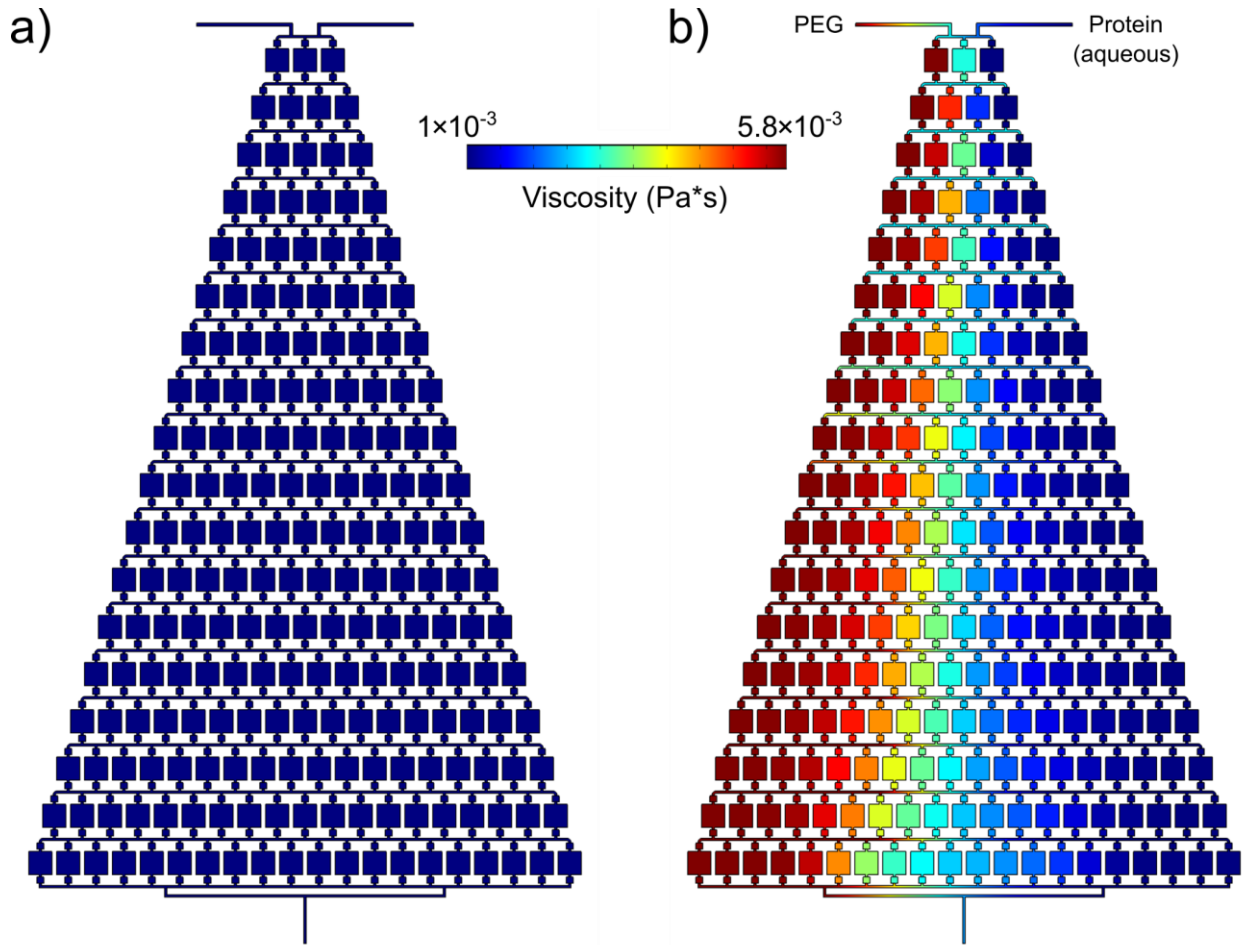 a)
b)
PEG
Protein
(aqueous)
1×10⁻³
5.8×10⁻³
Viscosity (Pa*s)